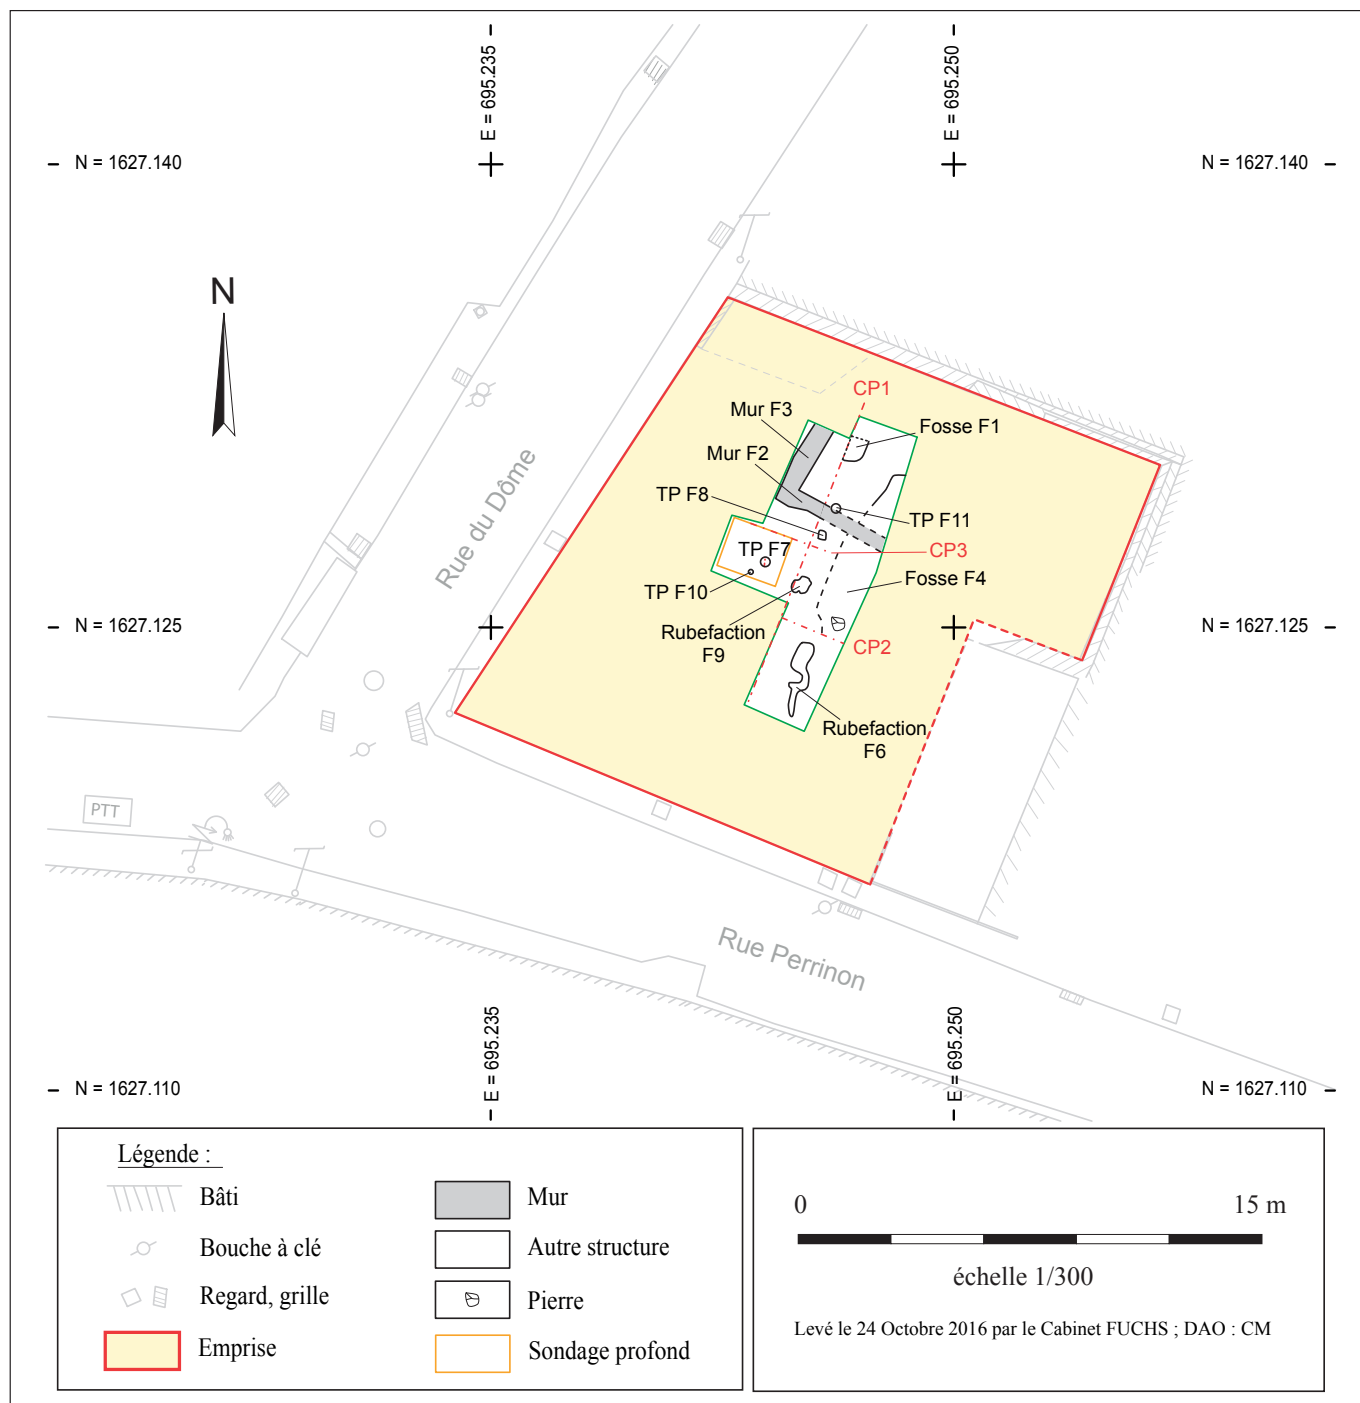 E = 695.235
E = 695.250
N = 1627.140
N = 1627.140
N
CP1
Mur F3
Fosse F1
Mur F2
TP F8
TP F11
Rue du Dôme
CP3
TP F7
TP F10
Fosse F4
N = 1627.125
N = 1627.125
Rubefaction
F9
CP2
Rubefaction
F6
PTT
Rue Perrinon
E = 695.235
E = 695.250
N = 1627.110
N = 1627.110
Légende :
Bâti
Bouche à clé
Regard, grille
Emprise
Mur
Autre structure
Pierre
Sondage profond
0 15 m
échelle 1/300
Levé le 24 Octobre 2016 par le Cabinet FUCHS ; DAO : CM